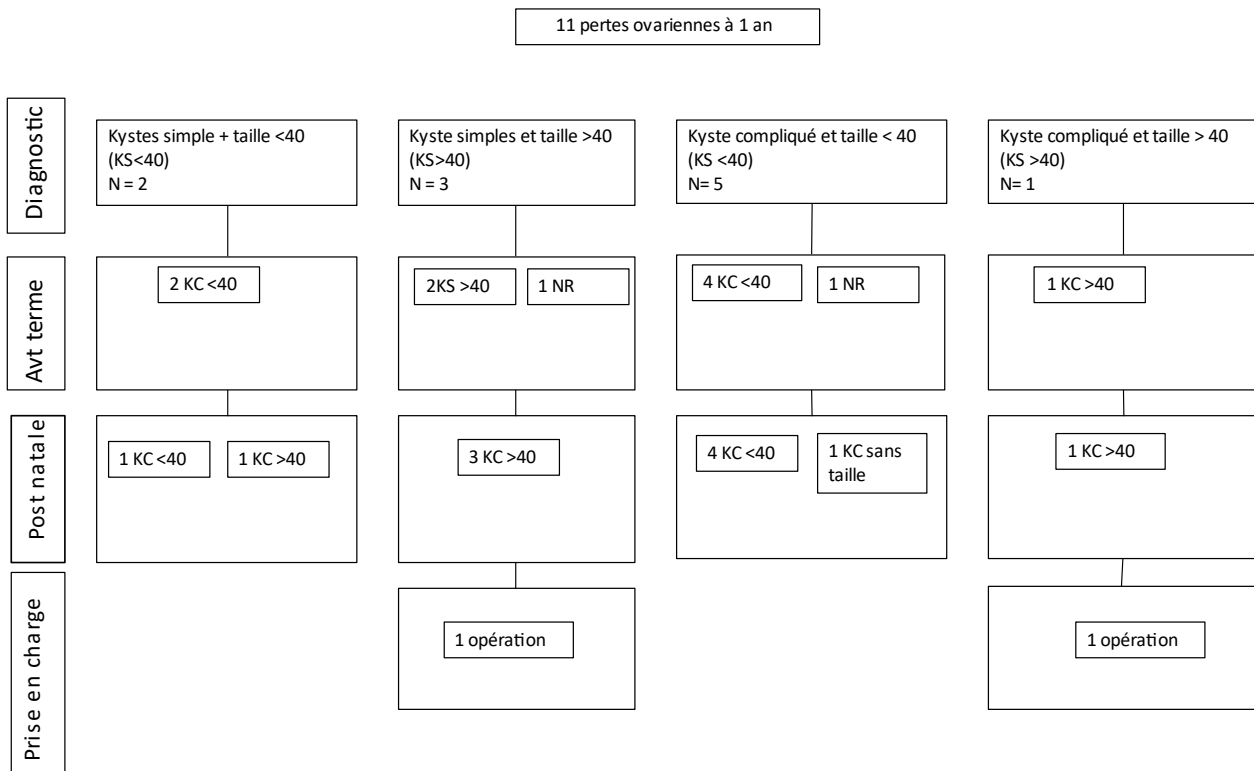 11 pertes ovariennes à 1 an
Diagnostic
Kystes simple + taille <40
(KS<40)
N = 2
Kyste simples et taille >40
(KS>40)
N = 3
Kyste compliqué et taille < 40
(KS <40)
N= 5
Kyste compliqué et taille > 40
(KS >40)
N= 1
Avt terme
2 KC <40
2KS >40
1 NR
4 KC <40
1 NR
1 KC >40
Post natale
1 KC <40
1 KC >40
3 KC >40
4 KC <40
1 KC sans
taille
1 KC >40
Prise en charge
1 opération
1 opération